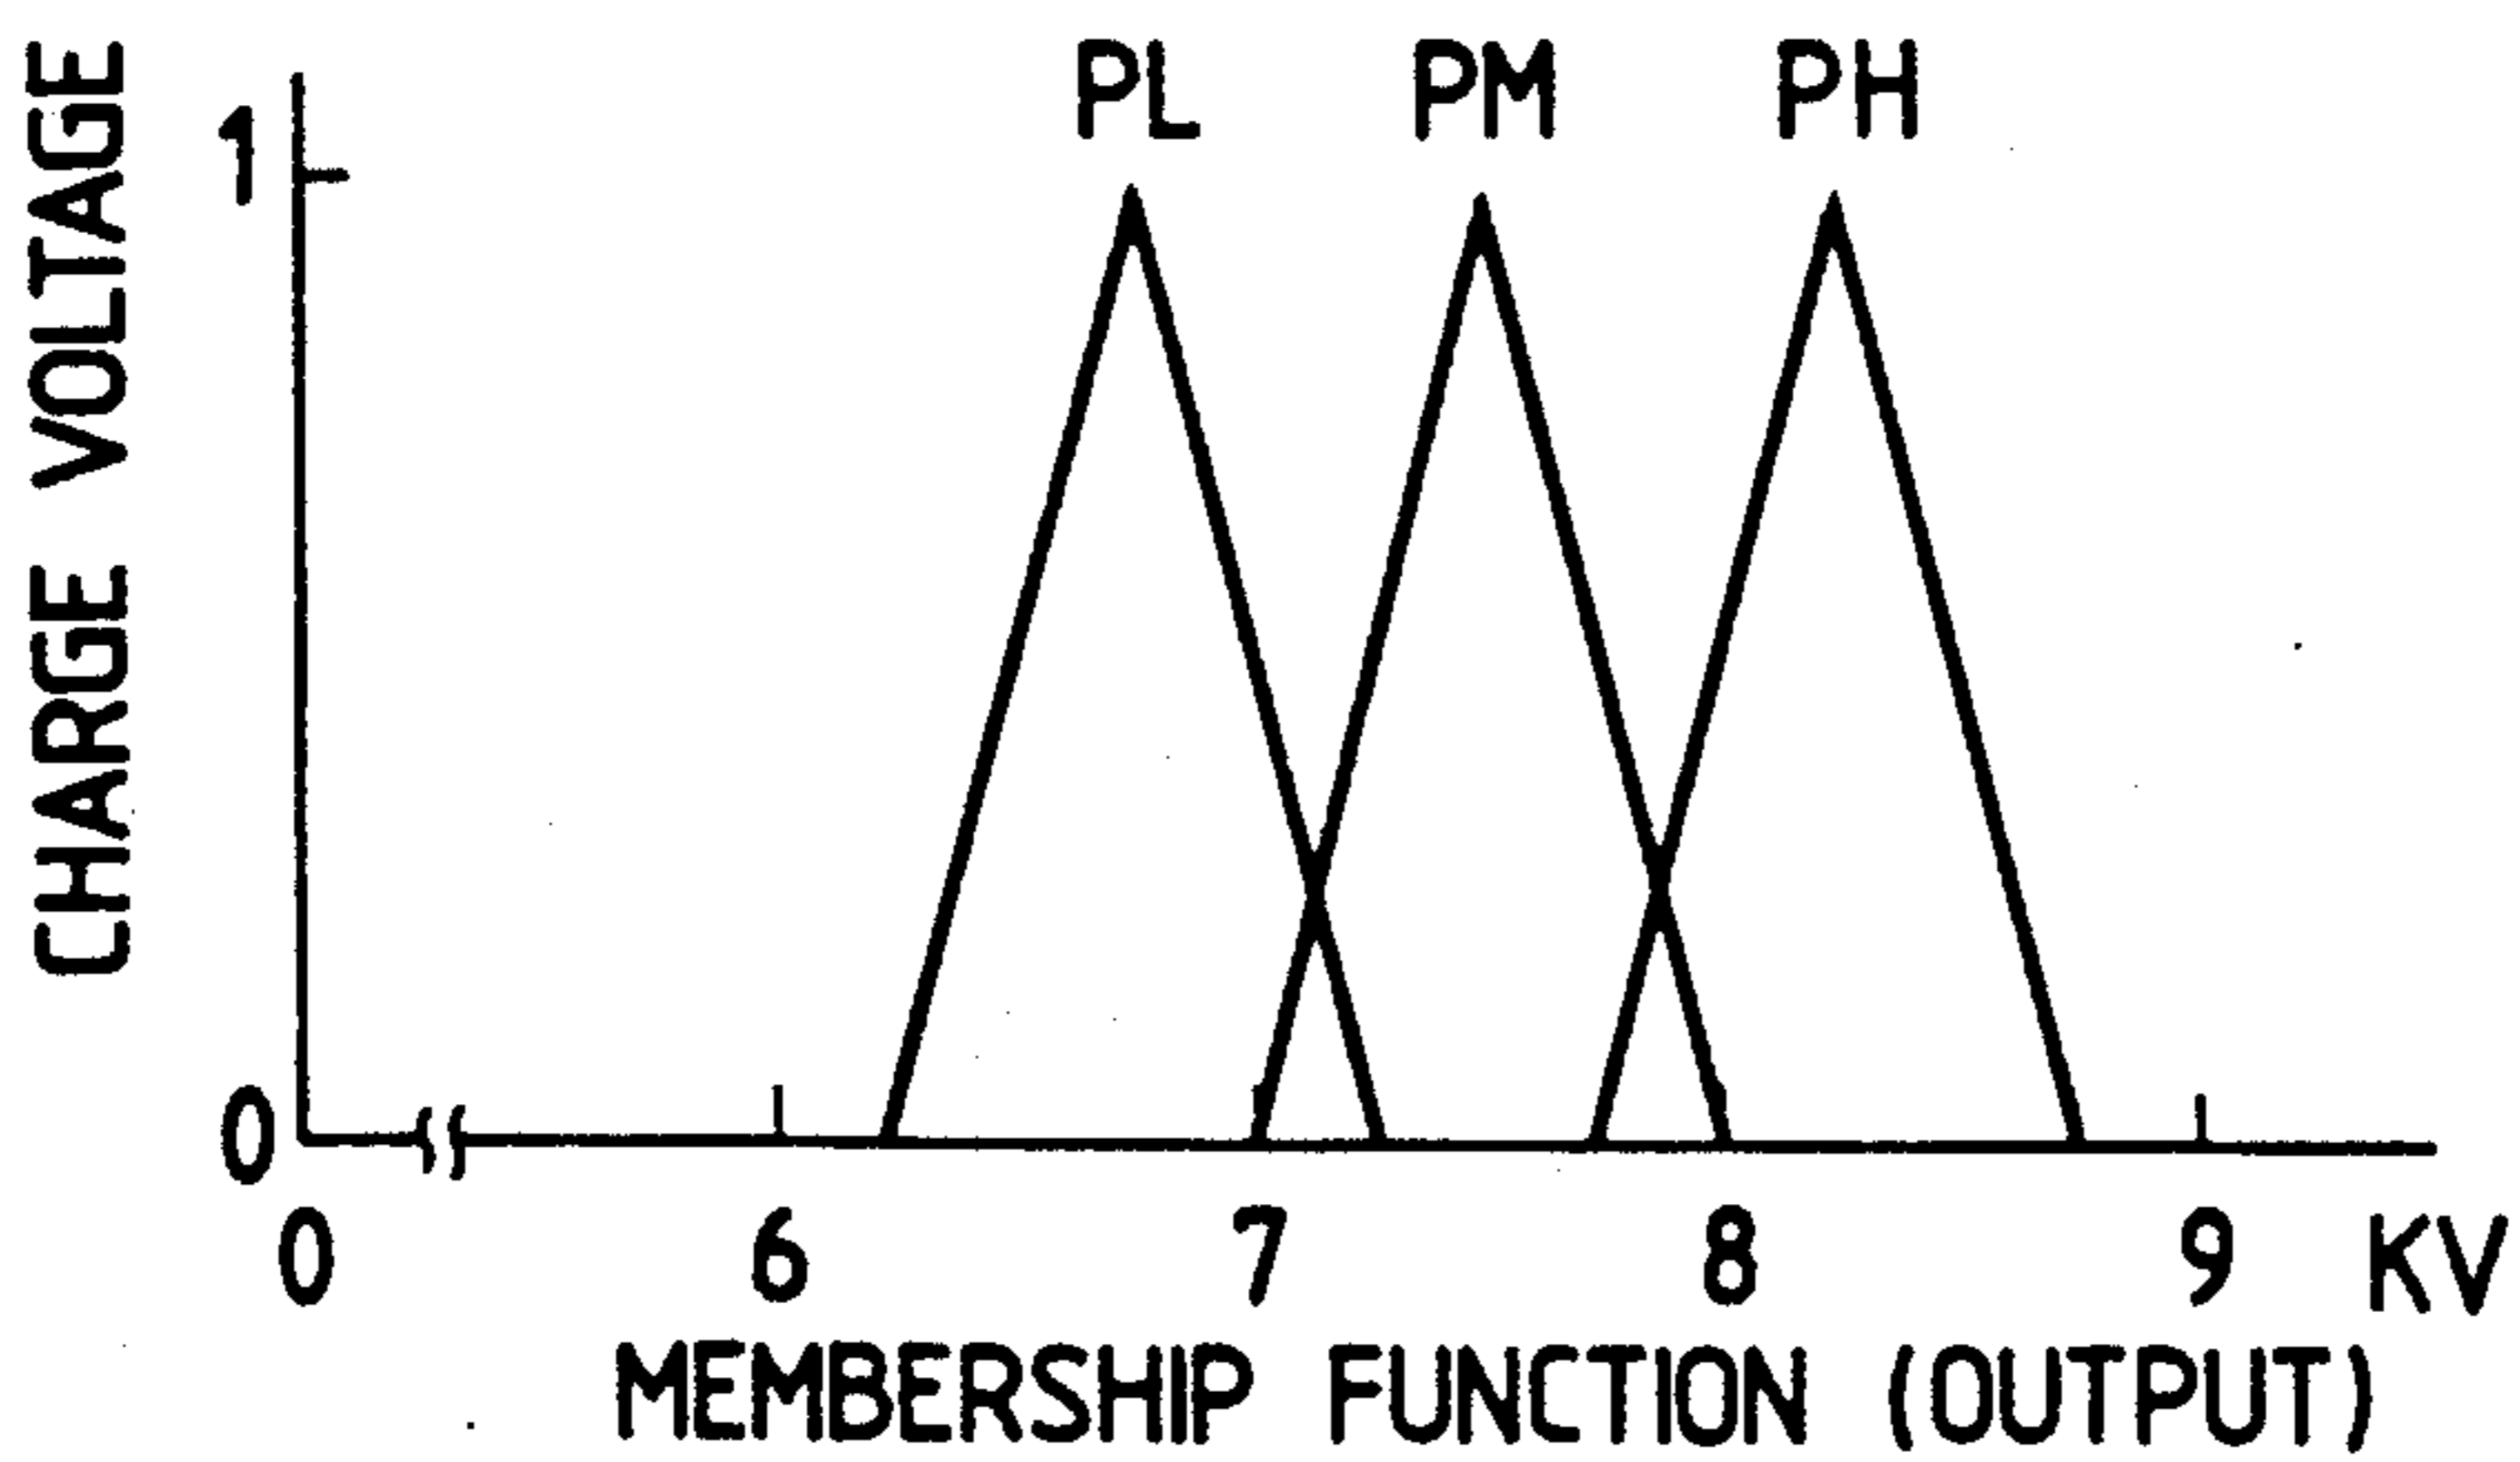 CHARGE VOLTAGE
PL PM PH
1
0
0 6 7 8 9 KV
MEMBERSHIP FUNCTION (OUTPUT)